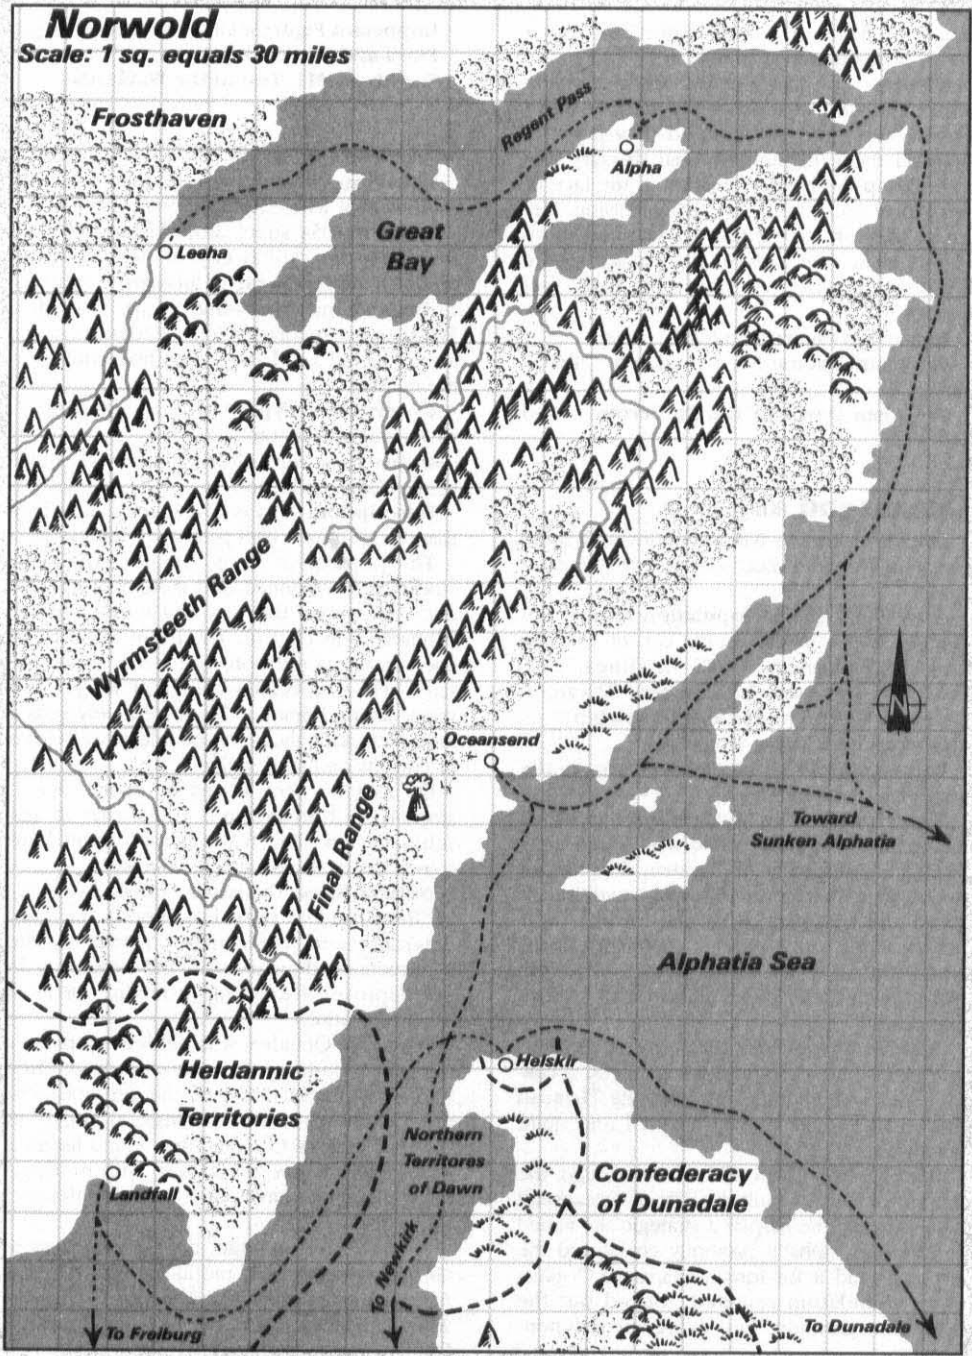 Norwold
Scale: 1 sq. equals 30 miles
Frosthaven
Regent Pass
Alpha
Leeha
Great
Bay
Wyrmsteeth Range
Oceansend
N
Final Range
Toward
Sunken Alphatia
Alphatia Sea
Helskir
Heldannic
Territories
Northern
Territores
of Dawn
Confederacy
of Dunadale
Landfall
To Newkirk
To Freiburg
To Dunadale